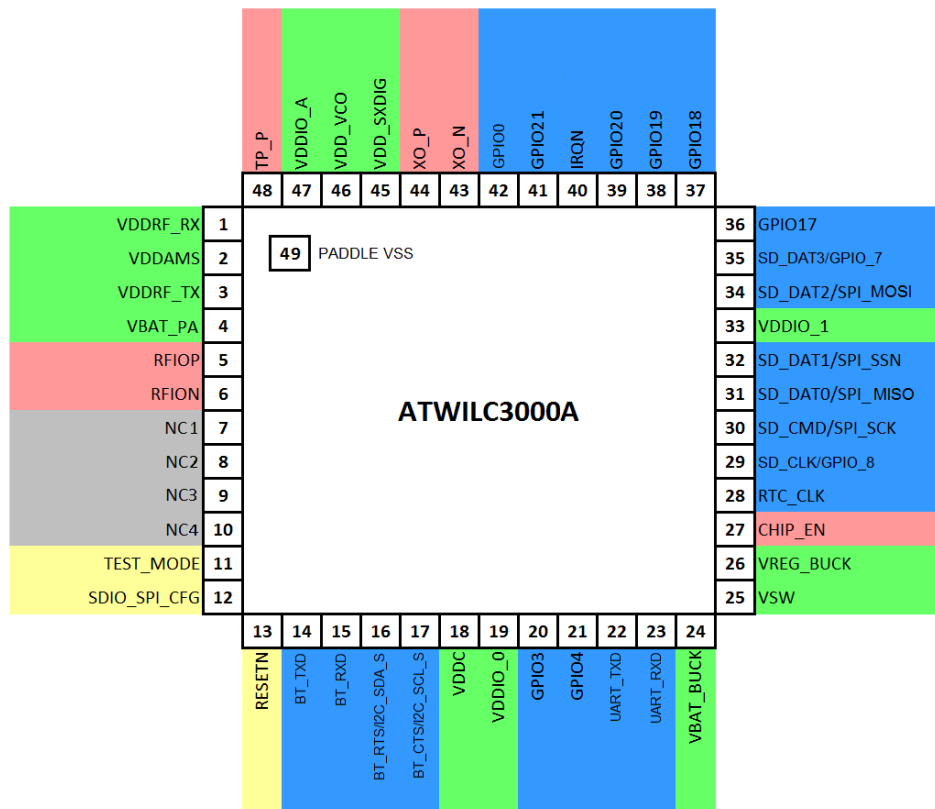 TP_P
VDDIO_A
VDD_VCO
VDD_SXDIG
XO_P
XO_N
GPIO0
GPIO21
IRQN
GPIO20
GPIO19
GPIO18
48 47 46 45 44 43 42 41 40 39 38 37
VDDRF_RX 1
VDDAMS 2
VDDRF_TX 3
VBAT_PA 4
RFIOP 5
RFION 6
NC1 7
NC2 8
NC3 9
NC4 10
TEST_MODE 11
SDIO_SPI_CFG 12
49 PADDLE VSS
ATWILC3000A
36 GPIO17
35 SD_DAT3/GPIO_7
34 SD_DAT2/SPI_MOSI
33 VDDIO_1
32 SD_DAT1/SPI_SSN
31 SD_DAT0/SPI_MISO
30 SD_CMD/SPI_SCK
29 SD_CLK/GPIO_8
28 RTC_CLK
27 CHIP_EN
26 VREG_BUCK
25 VSW
13 14 15 16 17 18 19 20 21 22 23 24
RESETN
BT_TXD
BT_RXD
BT_RTS/I2C_SDA_S
BT_CTS/I2C_SCL_S
VDDC
VDDIO_0
GPIO3
GPIO4
UART_TXD
UART_RXD
VBAT_BUCK